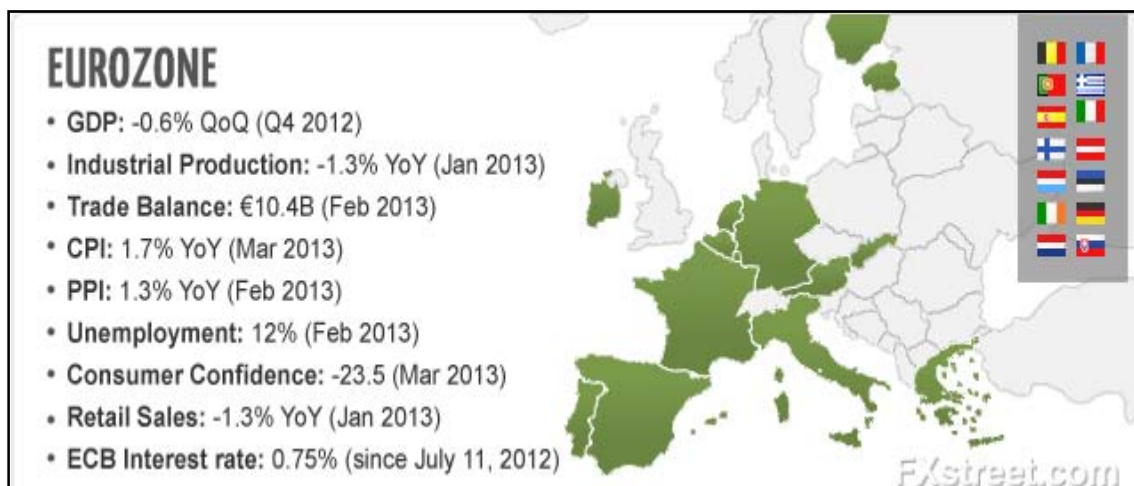 EUROZONE
• GDP: -0.6% QoQ (Q4 2012)
• Industrial Production: -1.3% YoY (Jan 2013)
• Trade Balance: €10.4B (Feb 2013)
• CPI: 1.7% YoY (Mar 2013)
• PPI: 1.3% YoY (Feb 2013)
• Unemployment: 12% (Feb 2013)
• Consumer Confidence: -23.5 (Mar 2013)
• Retail Sales: -1.3% YoY (Jan 2013)
• ECB Interest rate: 0.75% (since July 11, 2012)
FXstreet.com